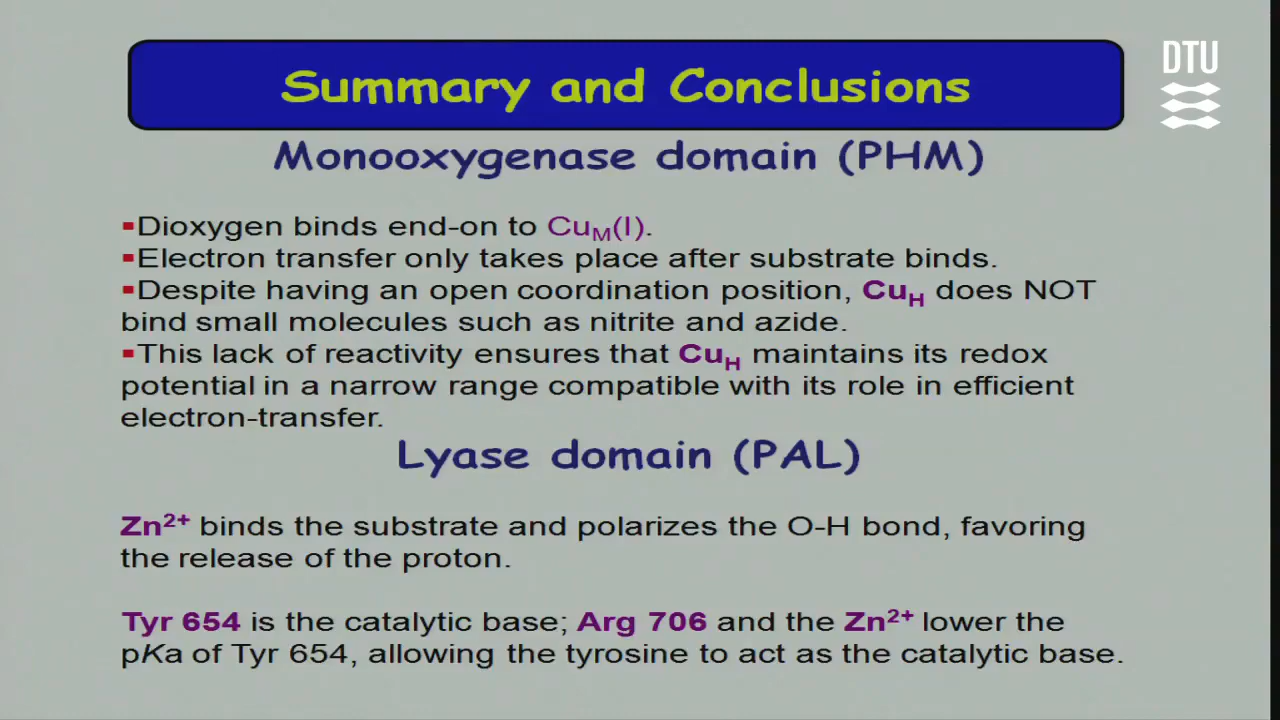 Summary and Conclusions
DTU
Monooxygenase domain (PHM)
▪Dioxygen binds end-on to CuM(I).
▪Electron transfer only takes place after substrate binds.
▪Despite having an open coordination position, CuH does NOT
bind small molecules such as nitrite and azide.
▪This lack of reactivity ensures that CuH maintains its redox
potential in a narrow range compatible with its role in efficient
electron-transfer.
Lyase domain (PAL)
Zn2+ binds the substrate and polarizes the O-H bond, favoring
the release of the proton.
Tyr 654 is the catalytic base; Arg 706 and the Zn2+ lower the
pKa of Tyr 654, allowing the tyrosine to act as the catalytic base.